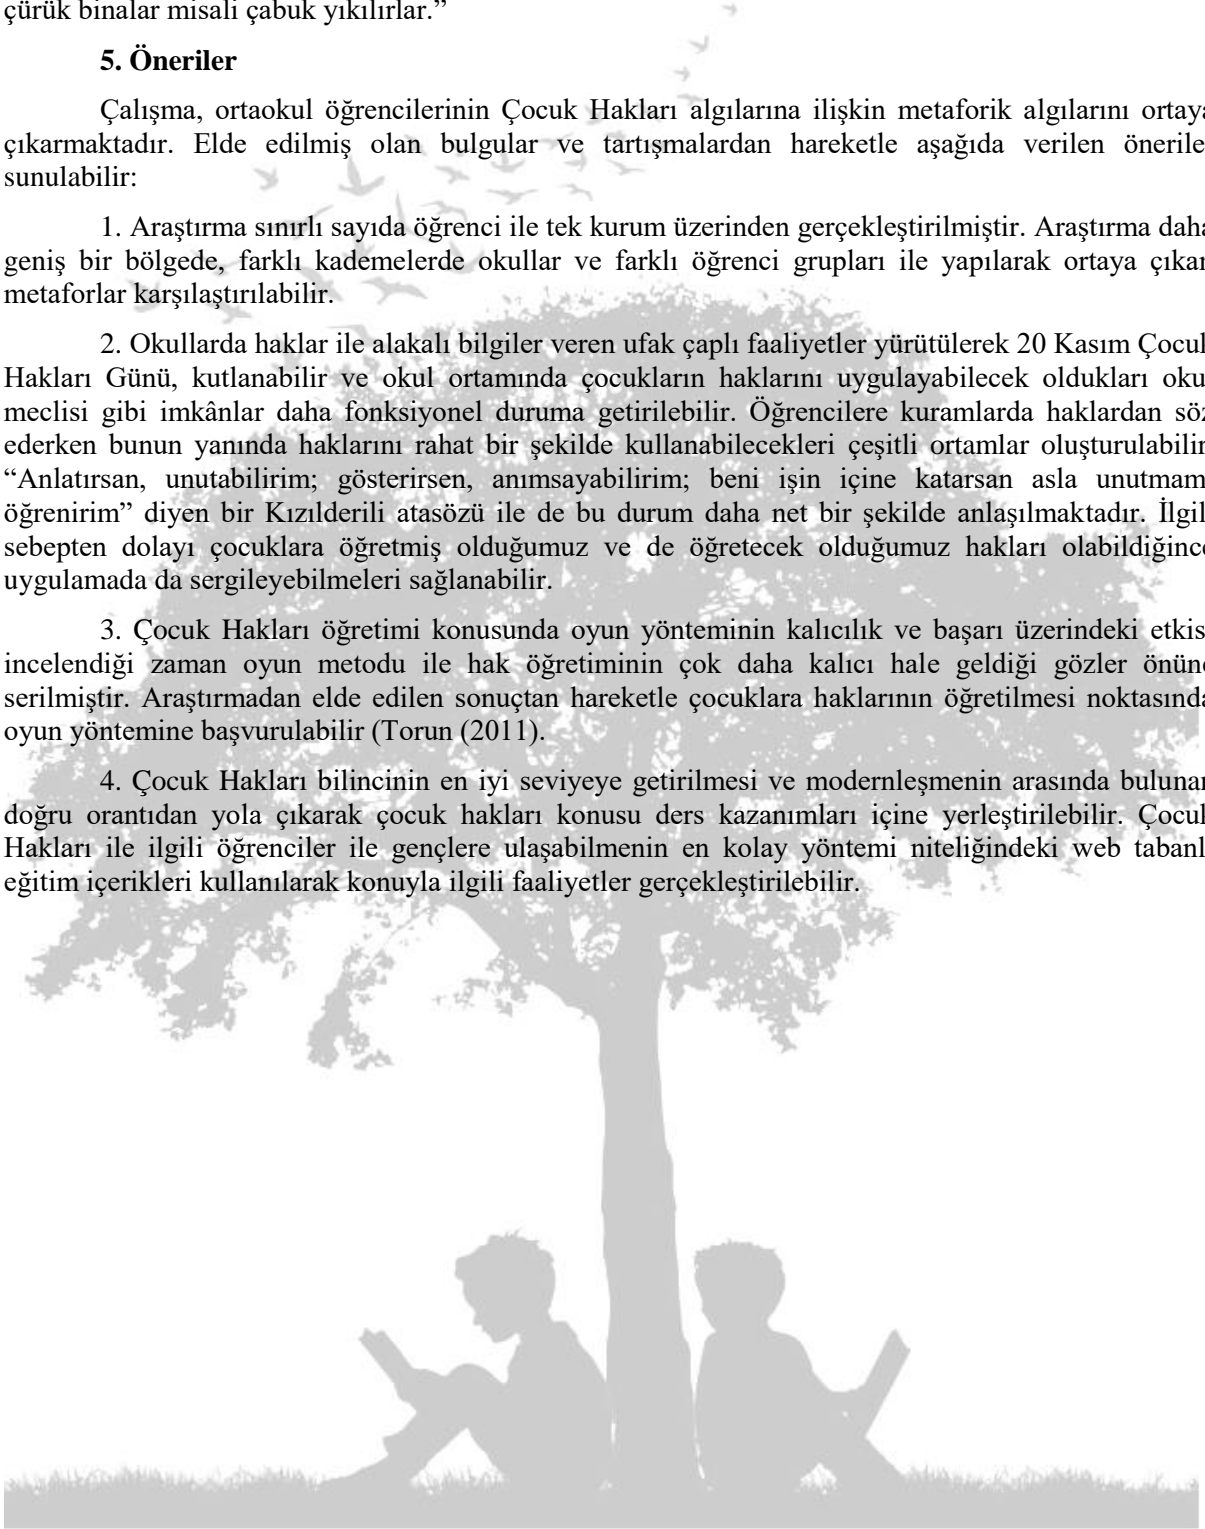 çürük binalar misali çabuk yıkılırlar.”
5. Öneriler
Çalışma, ortaokul öğrencilerinin Çocuk Hakları algılarına ilişkin metaforik algılarını ortaya
çıkarmaktadır. Elde edilmiş olan bulgular ve tartışmalardan hareketle aşağıda verilen önerile
sunulabilir:
1. Araştırma sınırlı sayıda öğrenci ile tek kurum üzerinden gerçekleştirilmiştir. Araştırma daha
geniş bir bölgede, farklı kademelerde okullar ve farklı öğrenci grupları ile yapılarak ortaya çıkan
metaforlar karşılaştırılabilir.
2. Okullarda haklar ile alakalı bilgiler veren ufak çaplı faaliyetler yürütülerek 20 Kasım Çocuk
Hakları Günü, kutlanabilir ve okul ortamında çocukların haklarını uygulayabilecek oldukları oku
meclisi gibi imkânlar daha fonksiyonel duruma getirilebilir. Öğrencilere kuramlarda haklardan söz
ederken bunun yanında haklarını rahat bir şekilde kullanabilecekleri çeşitli ortamlar oluşturulabilir
“Anlatırsan, unutabilirim; gösterirsen, anımsayabilirim; beni işin içine katarsan asla unutmam
öğrenirim” diyen bir Kızılderili atasözü ile de bu durum daha net bir şekilde anlaşılmaktadır. İlgil
sebepten dolayı çocuklara öğretmiş olduğumuz ve de öğretecek olduğumuz hakları olabildiğince
uygulamada da sergileyebilmeleri sağlanabilir.
3. Çocuk Hakları öğretimi konusunda oyun yönteminin kalıcılık ve başarı üzerindeki etkis
incelendiği zaman oyun metodu ile hak öğretiminin çok daha kalıcı hale geldiği gözler önüne
serilmiştir. Araştırmadan elde edilen sonuçtan hareketle çocuklara haklarının öğretilmesi noktasında
oyun yöntemine başvurulabilir (Torun (2011).
4. Çocuk Hakları bilincinin en iyi seviyeye getirilmesi ve modernleşmenin arasında bulunan
doğru orantıdan yola çıkarak çocuk hakları konusu ders kazanımları içine yerleştirilebilir. Çocuk
Hakları ile ilgili öğrenciler ile gençlere ulaşabilmenin en kolay yöntemi niteliğindeki web tabanl
eğitim içerikleri kullanılarak konuyla ilgili faaliyetler gerçekleştirilebilir.